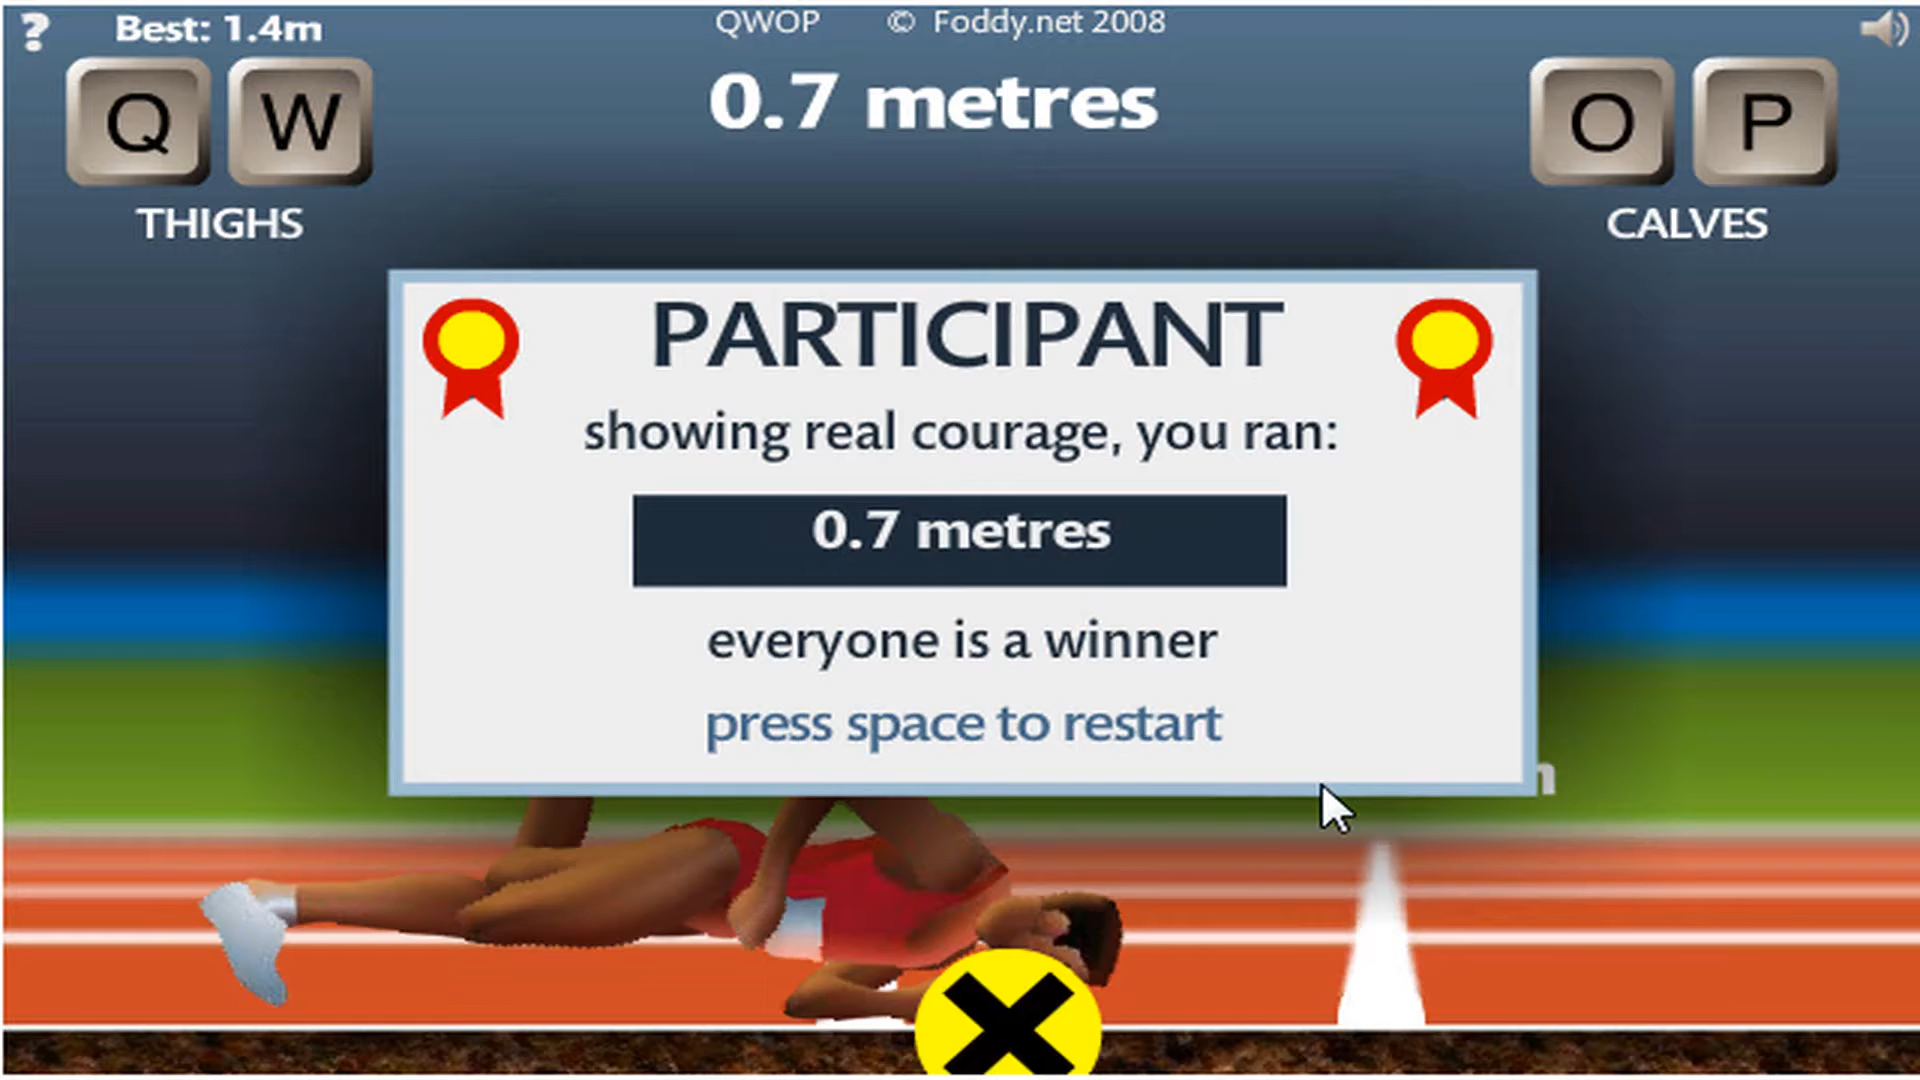 ?
Best: 1.4m
QWOP © Foddy.net 2008
0.7 metres
Q W
THIGHS
O P
CALVES
PARTICIPANT
showing real courage, you ran:
0.7 metres
everyone is a winner
press space to restart